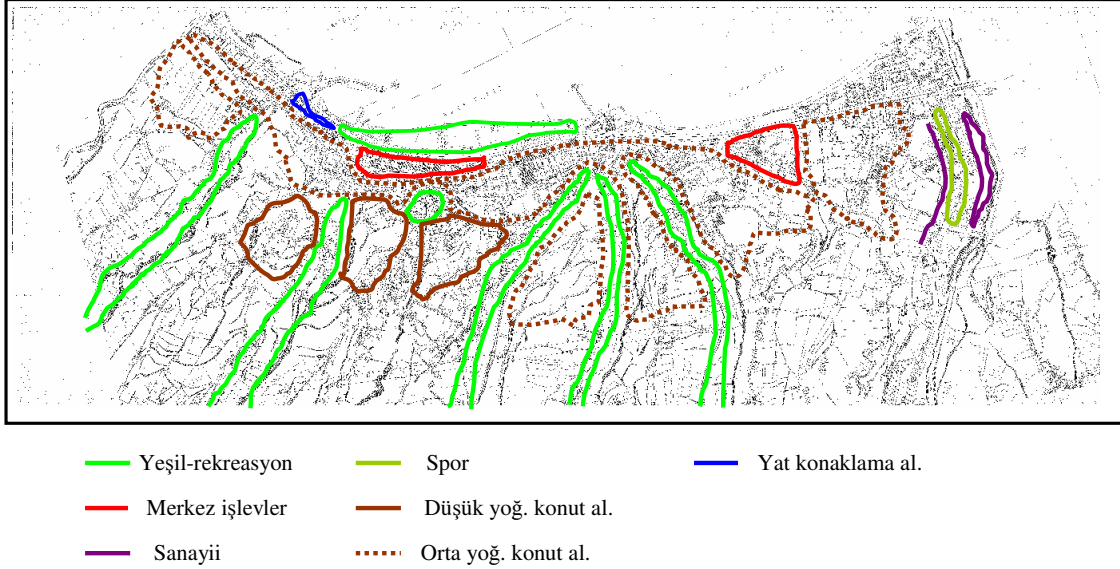 Yeşil-rekreasyon Spor Yat konaklama al.
Merkez işlevler Düşük yoğ. konut al.
Sanayii Orta yoğ. konut al.